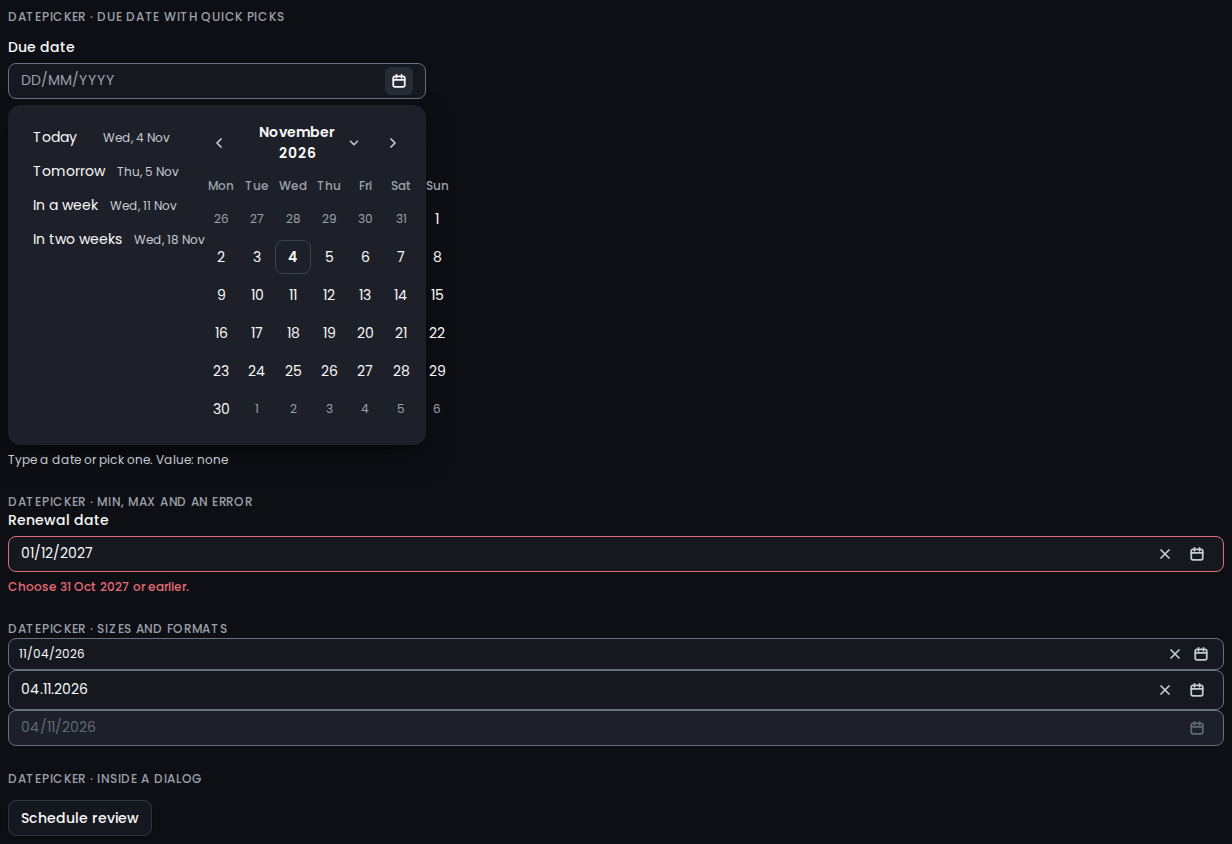 DATEPICKER · DUE DATE WITH QUICK PICKS
Due date
DD/MM/YYYY
Today Wed, 4 Nov
Tomorrow Thu, 5 Nov
In a week Wed, 11 Nov
In two weeks Wed, 18 Nov
November
2026
Mon Tue Wed Thu Fri Sat Sun
26 27 28 29 30 31 1
2 3 4 5 6 7 8
9 10 11 12 13 14 15
16 17 18 19 20 21 22
23 24 25 26 27 28 29
30 1 2 3 4 5 6
Type a date or pick one. Value: none
DATEPICKER · MIN, MAX AND AN ERROR
Renewal date
01/12/2027
Choose 31 Oct 2027 or earlier.
DATEPICKER · SIZES AND FORMATS
11/04/2026
04.11.2026
04/11/2026
DATEPICKER · INSIDE A DIALOG
Schedule review